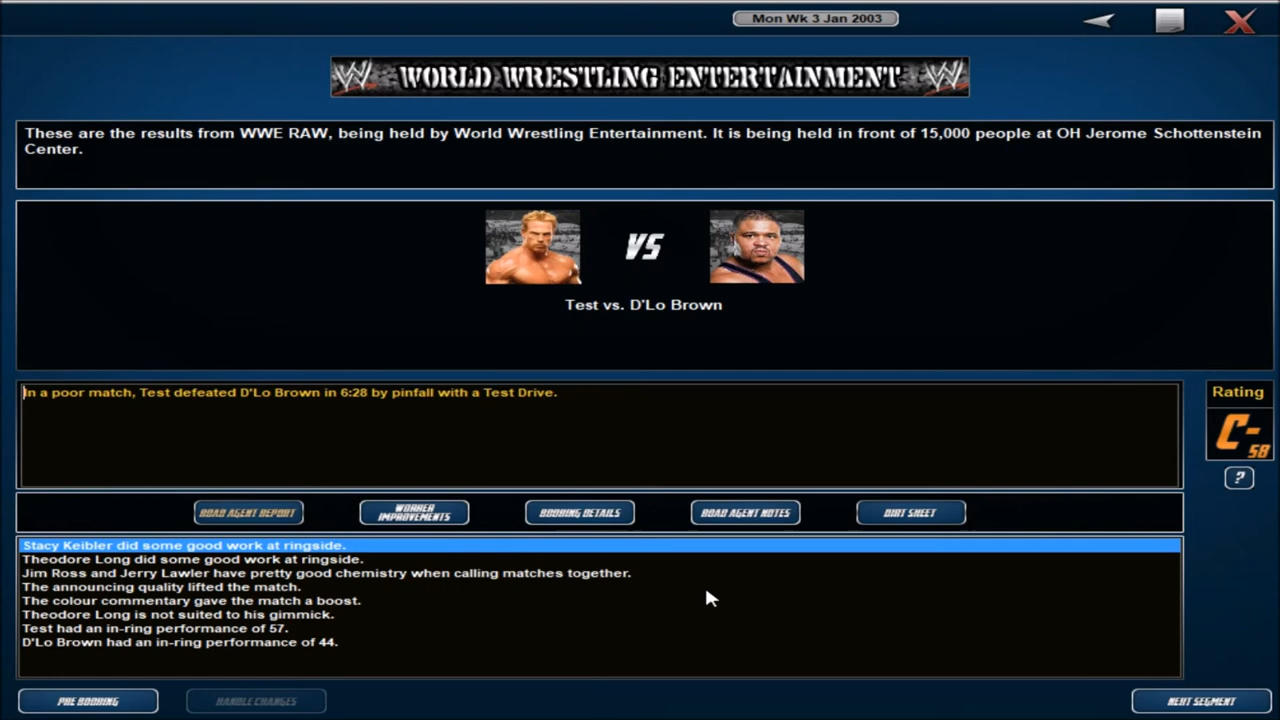 Mon Wk 3 Jan 2003
WORLD WRESTLING ENTERTAINMENT
These are the results from WWE RAW, being held by World Wrestling Entertainment. It is being held in front of 15,000 people at OH Jerome Schottenstein
Center.
VS
Test vs. D'Lo Brown
In a poor match, Test defeated D'Lo Brown in 6:28 by pinfall with a Test Drive.
Rating
C-
58
?
ROAD AGENT REPORT
WORKER
IMPROVEMENTS
BOOKING DETAILS
ROAD AGENT NOTES
DIRT SHEET
Stacy Keibler did some good work at ringside.
Theodore Long did some good work at ringside.
Jim Ross and Jerry Lawler have pretty good chemistry when calling matches together.
The announcing quality lifted the match.
The colour commentary gave the match a boost.
Theodore Long is not suited to his gimmick.
Test had an in-ring performance of 57.
D'Lo Brown had an in-ring performance of 44.
PRE BOOKING
HANDLE CHANGES
NEXT SEGMENT